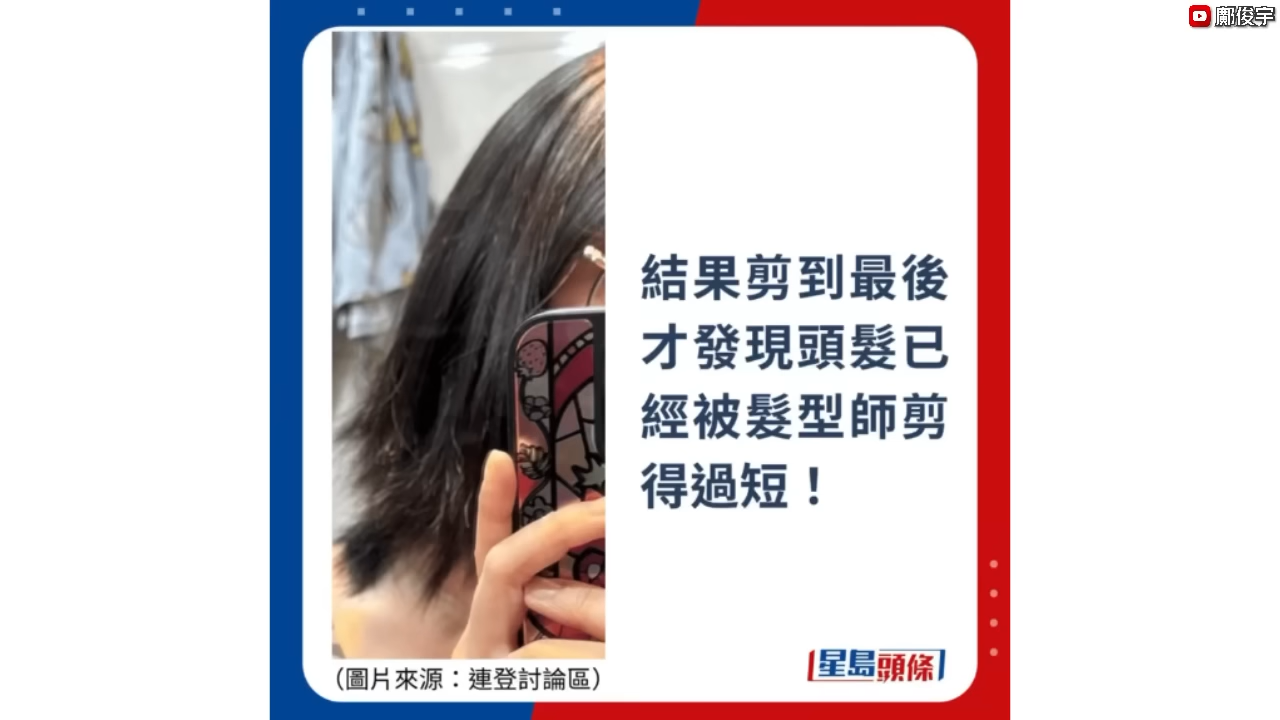 鄺俊宇
結果剪到最後
才發現頭髮已
經被髮型師剪
得過短！
（圖片來源：連登討論區）
星島頭條